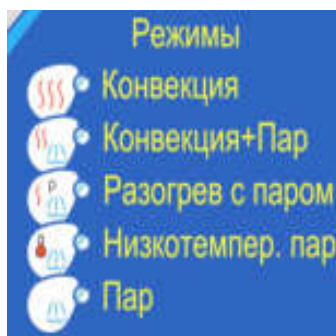 Режимы
Конвекция
Конвекция+Пар
Разогрев с паром
P
Низкотемпер. пар
Пар